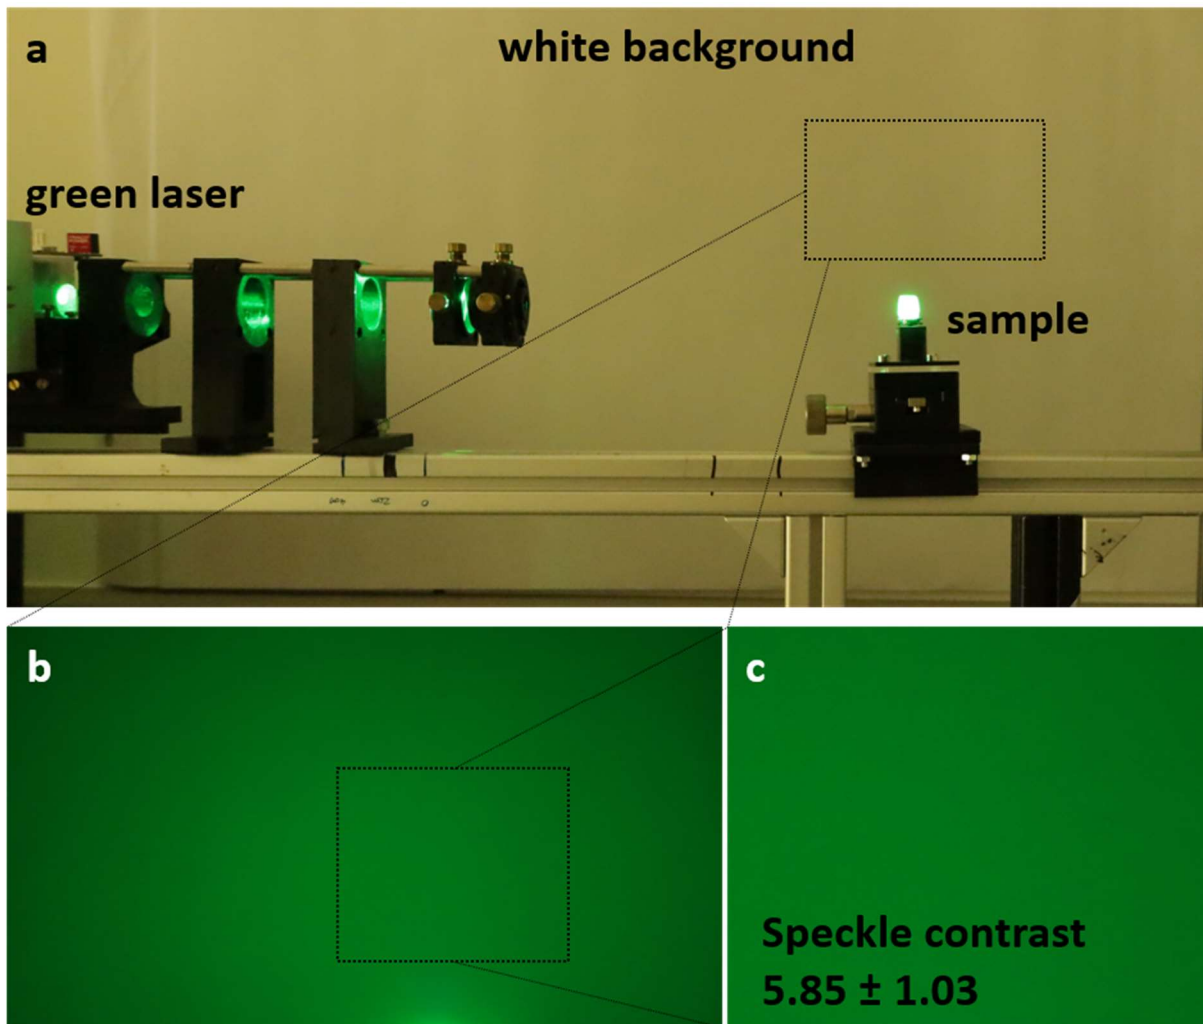 a
white background
green laser
sample
b
c
Speckle contrast
5.85 ± 1.03